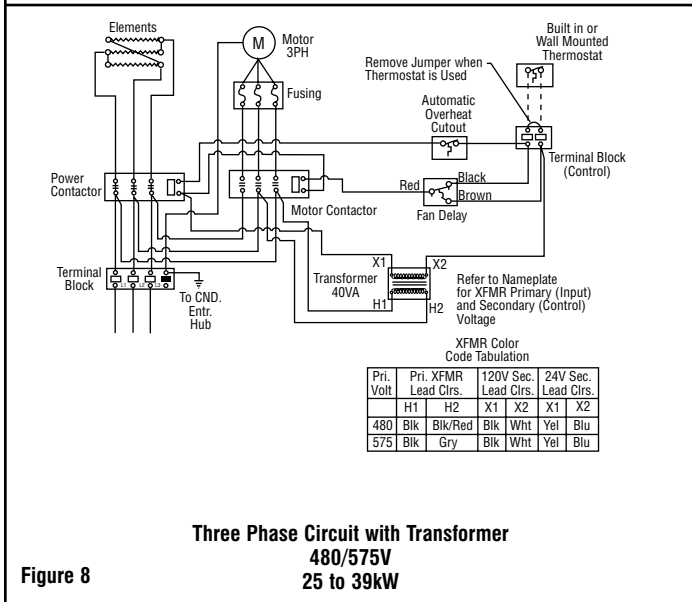 Elements
M
Motor
3PH
Fusing
Built in or
Wall Mounted
Thermostat
Remove Jumper when
Thermostat is Used
Automatic
Overheat
Cutout
Terminal Block
(Control)
Power
Contactor
Motor Contactor
Red
Black
Brown
Fan Delay
Terminal
Block
L1
L2
L3
To CND.
Entr.
Hub
X1
X2
Transformer
40VA
H1
H2
Refer to Nameplate
for XFMR Primary (Input)
and Secondary (Control)
Voltage
XFMR Color
Code Tabulation
Pri. Volt Pri. XFMR Lead Clrs. 120V Sec. Lead Clrs. 24V Sec. Lead Clrs.
H1 H2 X1 X2 X1 X2
480 Blk Blk/Red Blk Wht Yel Blu
575 Blk Gry Blk Wht Yel Blu
Three Phase Circuit with Transformer
480/575V
25 to 39kW
Figure 8